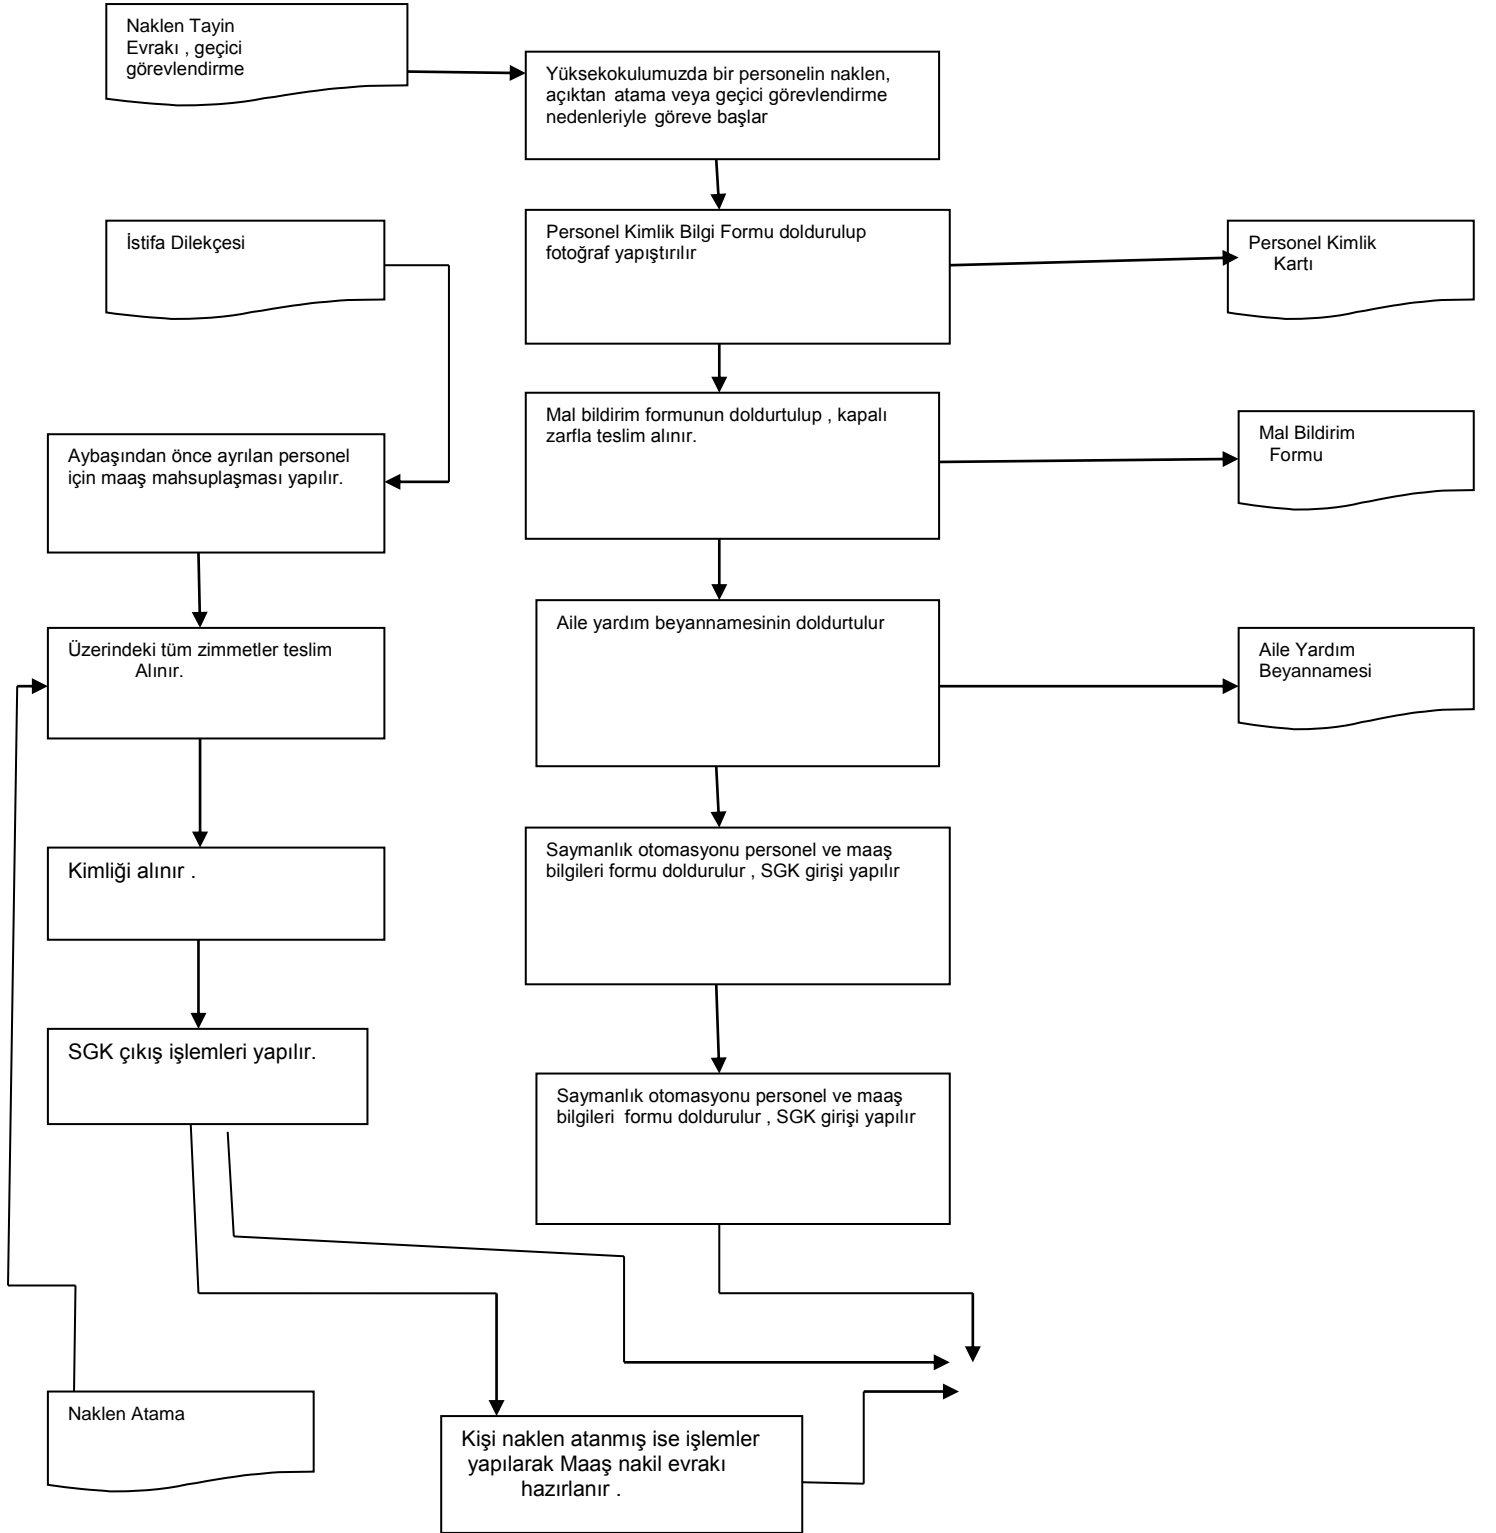 Naklen Tayin
Evrakı , geçici
görevlendirme
Yüksekokulumuzda bir personelin naklen,
açıktan atama veya geçici görevlendirme
nedenleriyle göreve başlar
İstifa Dilekçesi
Personel Kimlik Bilgi Formu doldurulup
fotoğraf yapıştırılır
Personel Kimlik
Kartı
Mal bildirim formunun doldurtulup , kapalı
zarfla teslim alınır.
Mal Bildirim
Formu
Aybaşından önce ayrılan personel
için maaş mahsuplaşması yapılır.
Üzerindeki tüm zimmetler teslim
Alınır.
Aile yardım beyannamesinin doldurtulur
Aile Yardım
Beyannamesi
Kimliği alınır .
Saymanlık otomasyonu personel ve maaş
bilgileri formu doldurulur , SGK girişi yapılır
SGK çıkış işlemleri yapılır.
Saymanlık otomasyonu personel ve maaş
bilgileri formu doldurulur , SGK girişi yapılır
Naklen Atama
Kişi naklen atanmış ise işlemler
yapılarak Maaş nakil evrakı
hazırlanır .